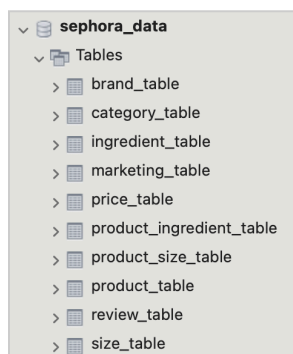 sephora_data
Tables
brand_table
category_table
ingredient_table
marketing_table
price_table
product_ingredient_table
product_size_table
product_table
review_table
size_table